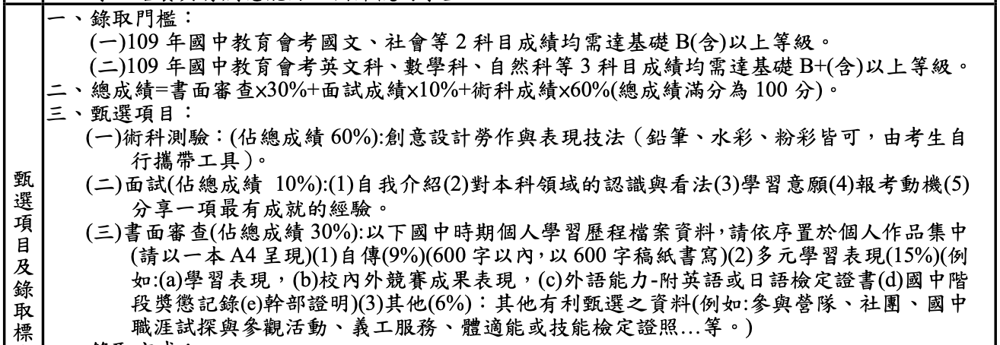 一、錄取門檻：
(一)109 年國中教育會考國文、社會等 2 科目成績均需達基礎 B(含)以上等級。
(二)109 年國中教育會考英文科、數學科、自然科等 3 科目成績均需達基礎 B+(含)以上等級。
二、總成績=書面審查×30%+面試成績×10%+術科成績×60%(總成績滿分為 100 分)。
三、甄選項目：
(一)術科測驗：(佔總成績 60%):創意設計勞作與表現技法（鉛筆、水彩、粉彩皆可，由考生自
行攜帶工具）。
(二)面試(佔總成績 10%):(1)自我介紹(2)對本科領域的認識與看法(3)學習意願(4)報考動機(5)
分享一項最有成就的經驗。
(三)書面審查(佔總成績 30%):以下國中時期個人學習歷程檔案資料，請依序置於個人作品集中
(請以一本 A4 呈現)(1)自傳(9%)(600 字以內，以 600 字稿紙書寫)(2)多元學習表現(15%)(例
如:(a)學習表現，(b)校內外競賽成果表現，(c)外語能力-附英語或日語檢定證書(d)國中階
段獎懲記錄(e)幹部證明)(3)其他(6%)：其他有利甄選之資料(例如:參與營隊、社團、國中
職涯試探與參觀活動、義工服務、體適能或技能檢定證照…等。)
甄
選
項
目
及
錄
取
標